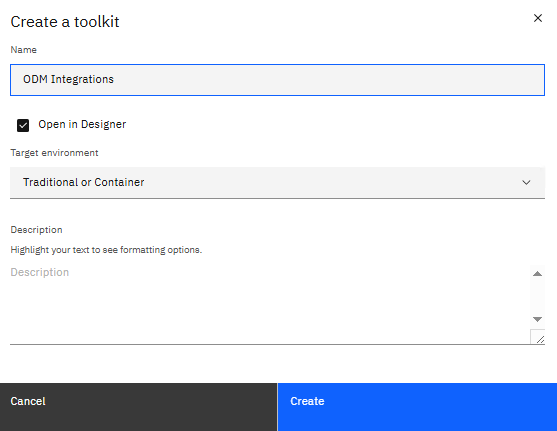 Create a toolkit
Name
ODM Integrations
Open in Designer
Target environment
Traditional or Container
Description
Highlight your text to see formatting options.
Description
Cancel
Create